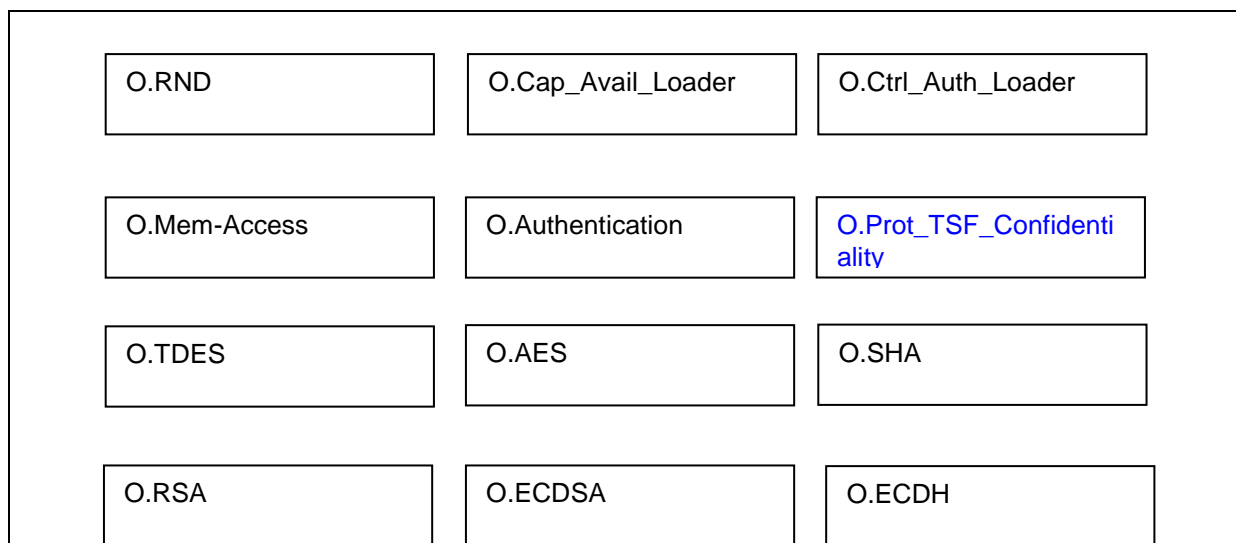 O.RND
O.Cap_Avail_Loader
O.Ctrl_Auth_Loader
O.Mem-Access
O.Authentication
O.Prot_TSF_Confidenti
ality
O.TDES
O.AES
O.SHA
O.RSA
O.ECDSA
O.ECDH